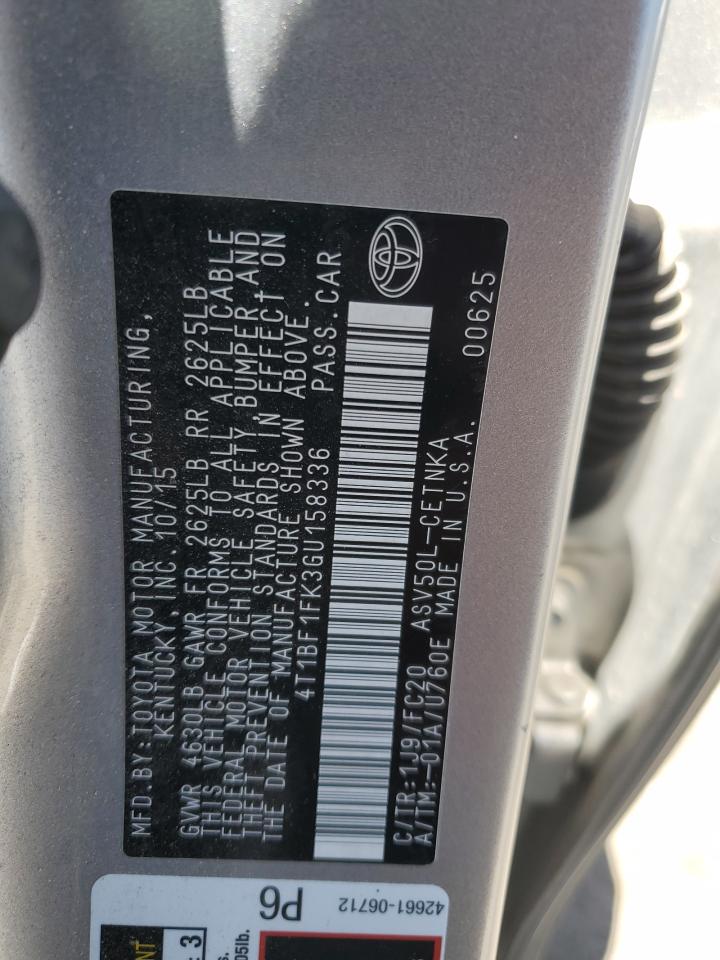 MFD.BY:TOYOTA MOTOR MANUFACTURING,
KENTUCKY, INC. 10/15
GVWR 4630LB GAWR FR 2625LB RR 2625LB
THIS VEHICLE CONFORMS TO ALL APPLICABLE
FEDERAL MOTOR VEHICLE SAFETY, BUMPER, AND
THEFT PREVENTION STANDARDS IN EFFECT ON
THE DATE OF MANUFACTURE SHOWN ABOVE.
4T1BF1FK3GU158336 PASS.CAR
C/TR:1J9/FC20 ASV50L-CETNKA
A/TM:-01A/U760E MADE IN U.S.A. 00625
P6
42661-06712
3
05lb.